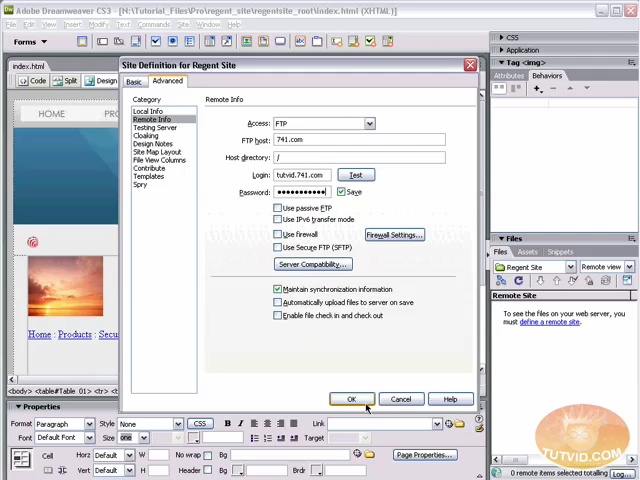 Adobe Dreamweaver CS3 - [N:\Tutorial_Files\Pro\regent_site\regentsite_root\index.html (XHTML)]
File Edit View Insert Modify Text Commands Site Window Help
Forms
index.html
Code Split Design
HOME PRO
Home : Products : Secu
<body> <table#Table_01> <tr> <t
Site Definition for Regent Site
Basic Advanced
Category
Local Info
Remote Info
Testing Server
Cloaking
Design Notes
Site Map Layout
File View Columns
Contribute
Templates
Spry
Remote Info
Access: FTP
FTP host: 741.com
Host directory: /
Login: tutvid.741.com Test
Password: ●●●●●●●●●●● Save
Use passive FTP
Use IPv6 transfer mode
Use firewall Firewall Settings...
Use Secure FTP (SFTP)
Server Compatibility...
Maintain synchronization information
Automatically upload files to server on save
Enable file check in and check out
OK Cancel Help
CSS
Application
Tag <img>
Attributes Behaviors
Files
Files Assets Snippets
Regent Site Remote view
Remote Site
To see the files on your web server, you
must define a remote site.
0 remote items selected totalling Log...
Properties
Format Paragraph Style None CSS B I Link
Font Default Font Size one Target
Cell Horz Default W No wrap Bg Page Properties...
Vert Default H Header Bg Brdr
TUTVID.COM